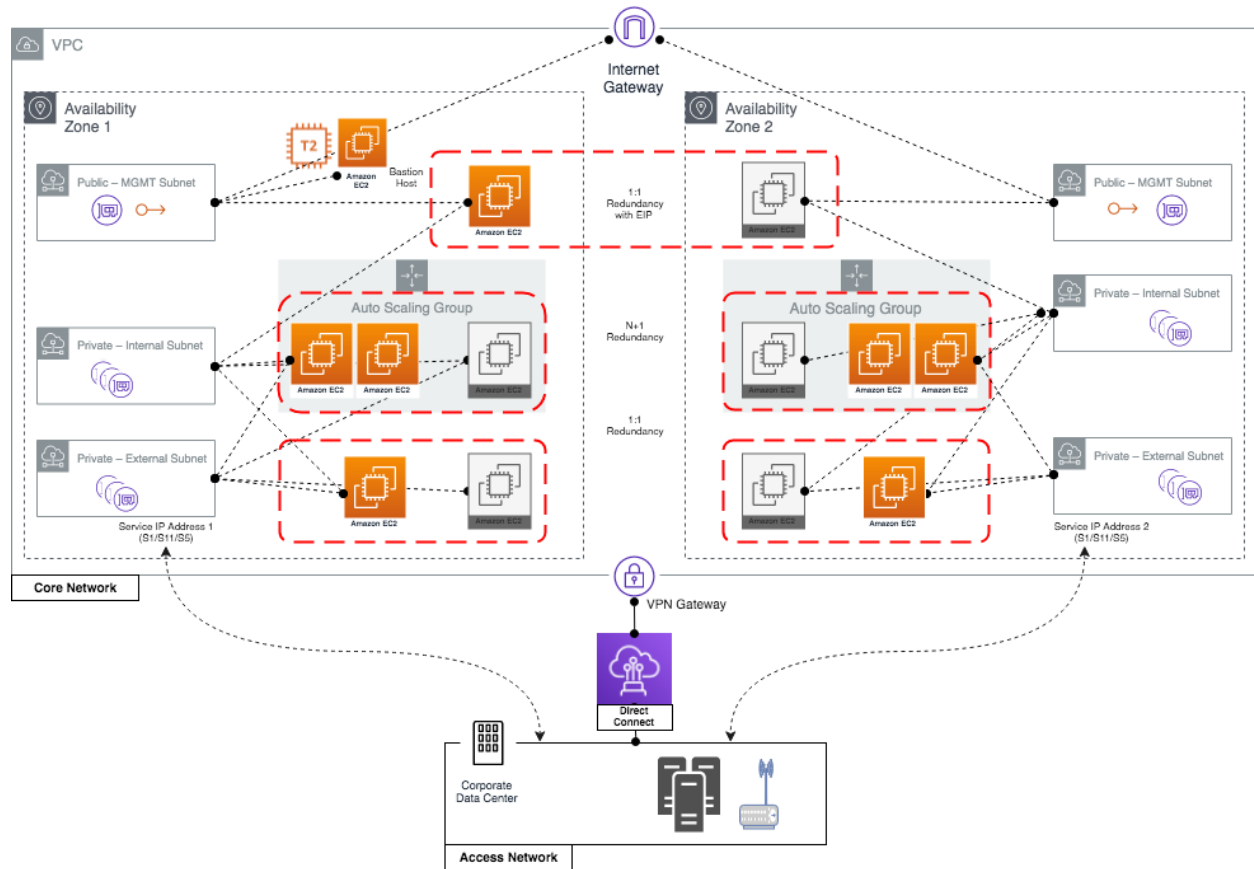 VPC
Internet
Gateway
Availability
Zone 1
Availability
Zone 2
T2
Amazon
EC2
Bastion
Host
Public – MGMT Subnet
Amazon EC2
1:1
Redundancy
with EIP
Amazon EC2
Public – MGMT Subnet
Auto Scaling Group
Amazon EC2
Amazon EC2
Amazon EC2
Private – Internal Subnet
N+1
Redundancy
Auto Scaling Group
Amazon EC2
Amazon EC2
Amazon EC2
Private – Internal Subnet
1:1
Redundancy
Private – External Subnet
Amazon EC2
Amazon EC2
Amazon EC2
Amazon EC2
Private – External Subnet
Service IP Address 1
(S1/S11/S5)
Service IP Address 2
(S1/S11/S5)
Core Network
VPN Gateway
Direct
Connect
Corporate
Data Center
Access Network